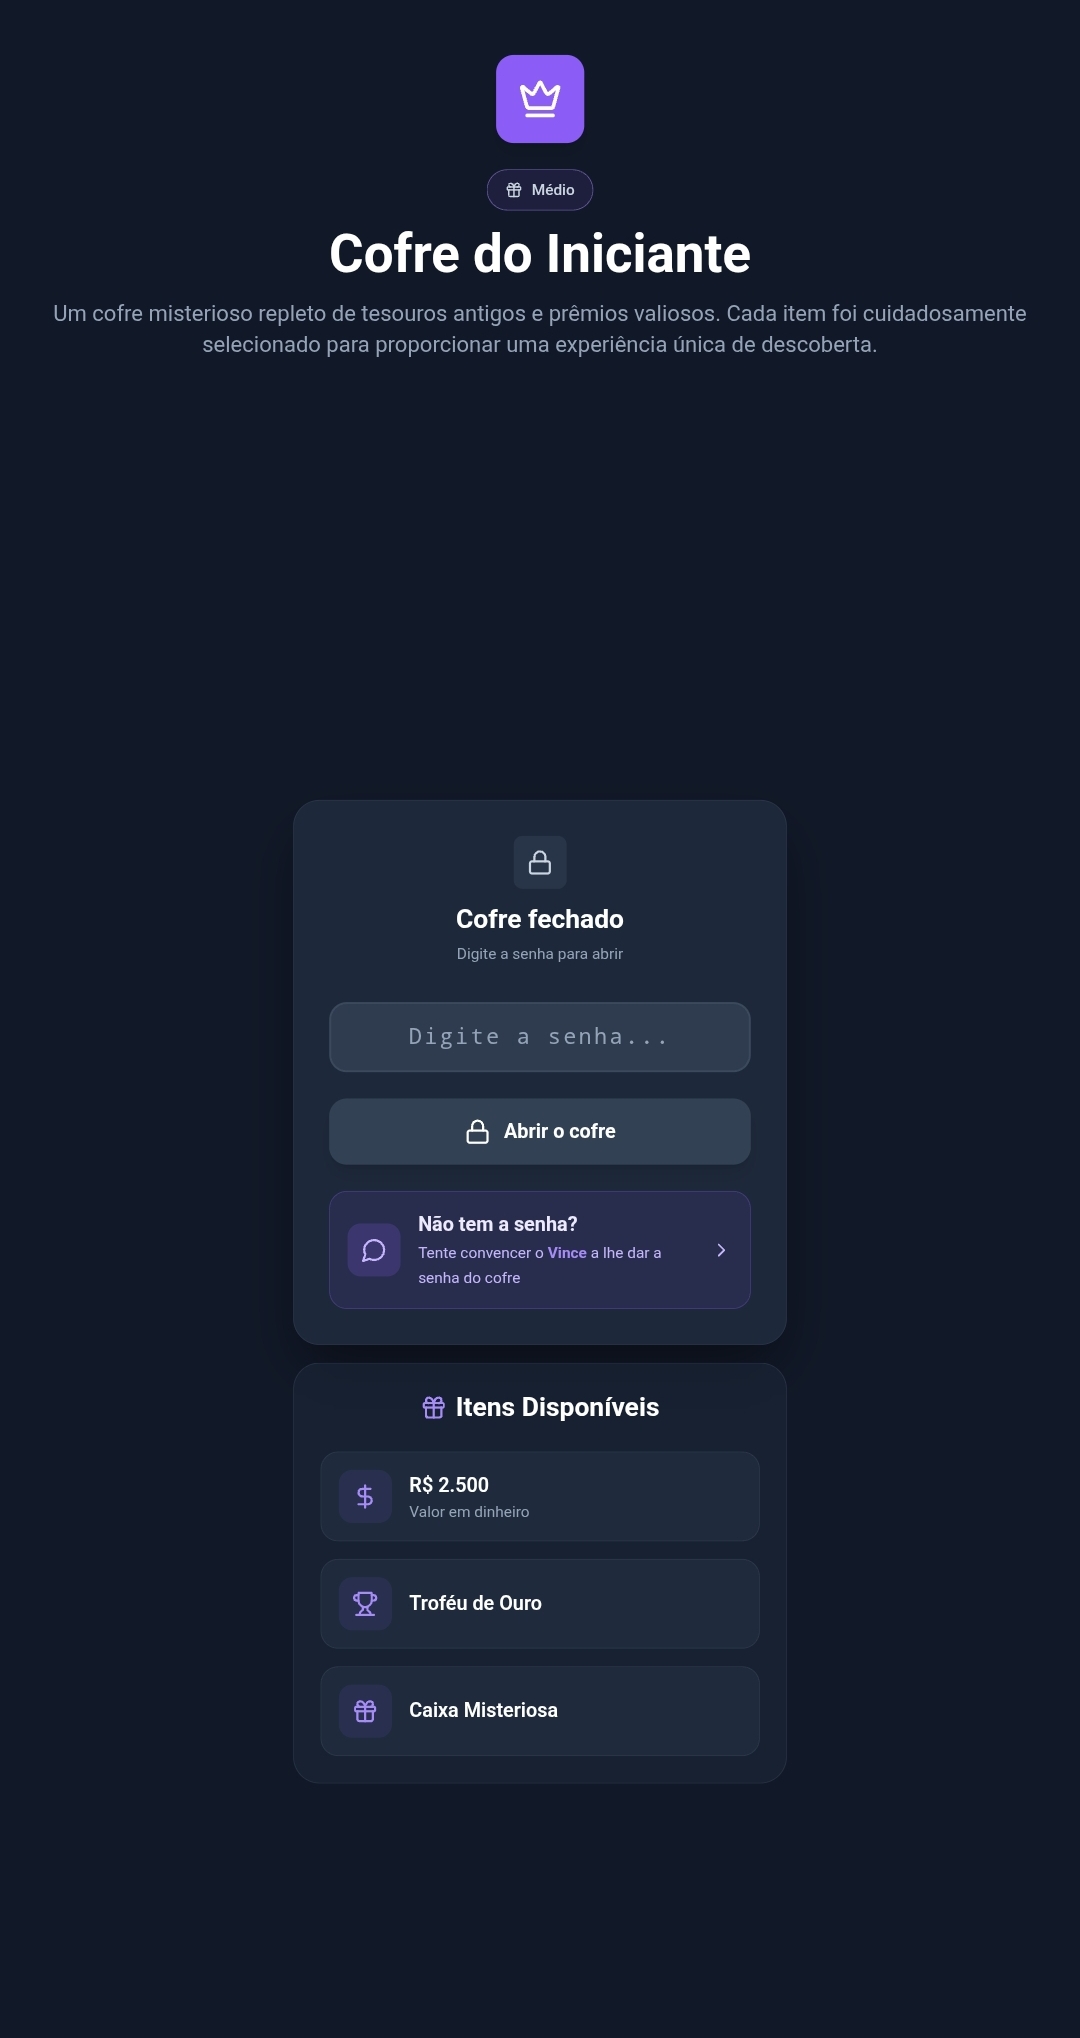 Médio
Cofre do Iniciante
Um cofre misterioso repleto de tesouros antigos e prêmios valiosos. Cada item foi cuidadosamente
selecionado para proporcionar uma experiência única de descoberta.
Cofre fechado
Digite a senha para abrir
Digite a senha...
Abrir o cofre
Não tem a senha?
Tente convencer o Vince a lhe dar a
senha do cofre
Itens Disponíveis
R$ 2.500
Valor em dinheiro
Troféu de Ouro
Caixa Misteriosa